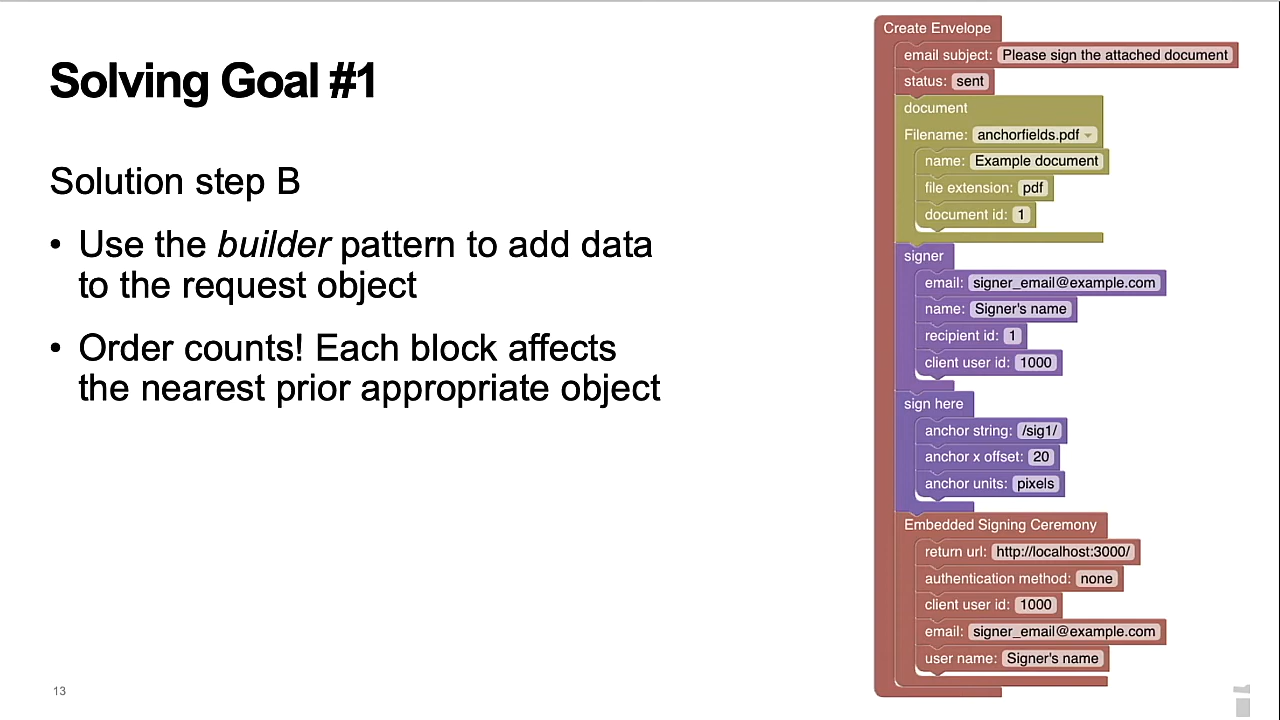 Solving Goal #1
Solution step B
• Use the builder pattern to add data
to the request object
• Order counts! Each block affects
the nearest prior appropriate object
13
Create Envelope
email subject: Please sign the attached document
status: sent
document
Filename: anchorfields.pdf
name: Example document
file extension: pdf
document id: 1
signer
email: signer_email@example.com
name: Signer's name
recipient id: 1
client user id: 1000
sign here
anchor string: /sig1/
anchor x offset: 20
anchor units: pixels
Embedded Signing Ceremony
return url: http://localhost:3000/
authentication method: none
client user id: 1000
email: signer_email@example.com
user name: Signer's name